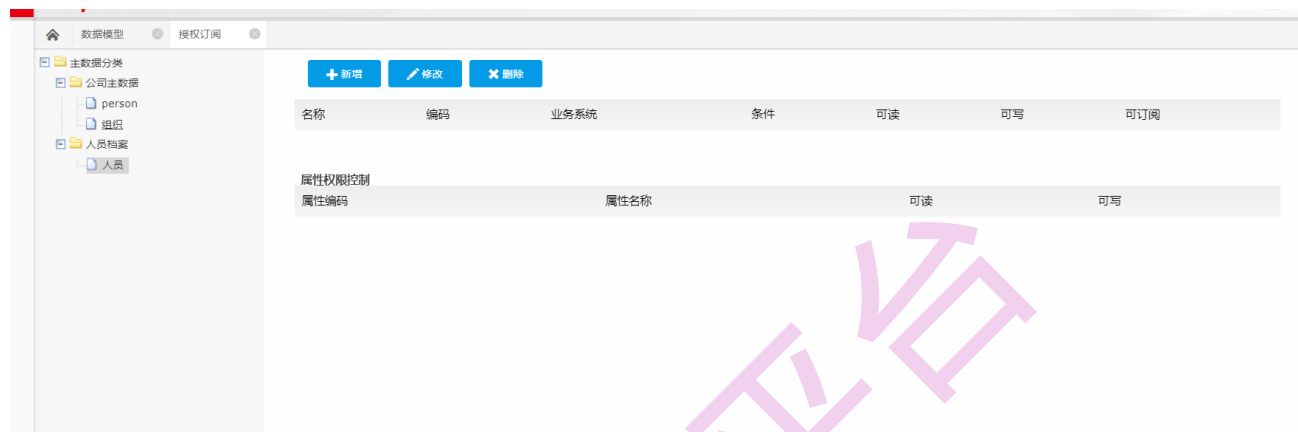 数据模型 授权订阅
主数据分类
公司主数据
person
组织
人员档案
人员
新增 修改 删除
名称 编码 业务系统 条件 可读 可写 可订阅
属性权限控制
属性编码 属性名称 可读 可写
平台